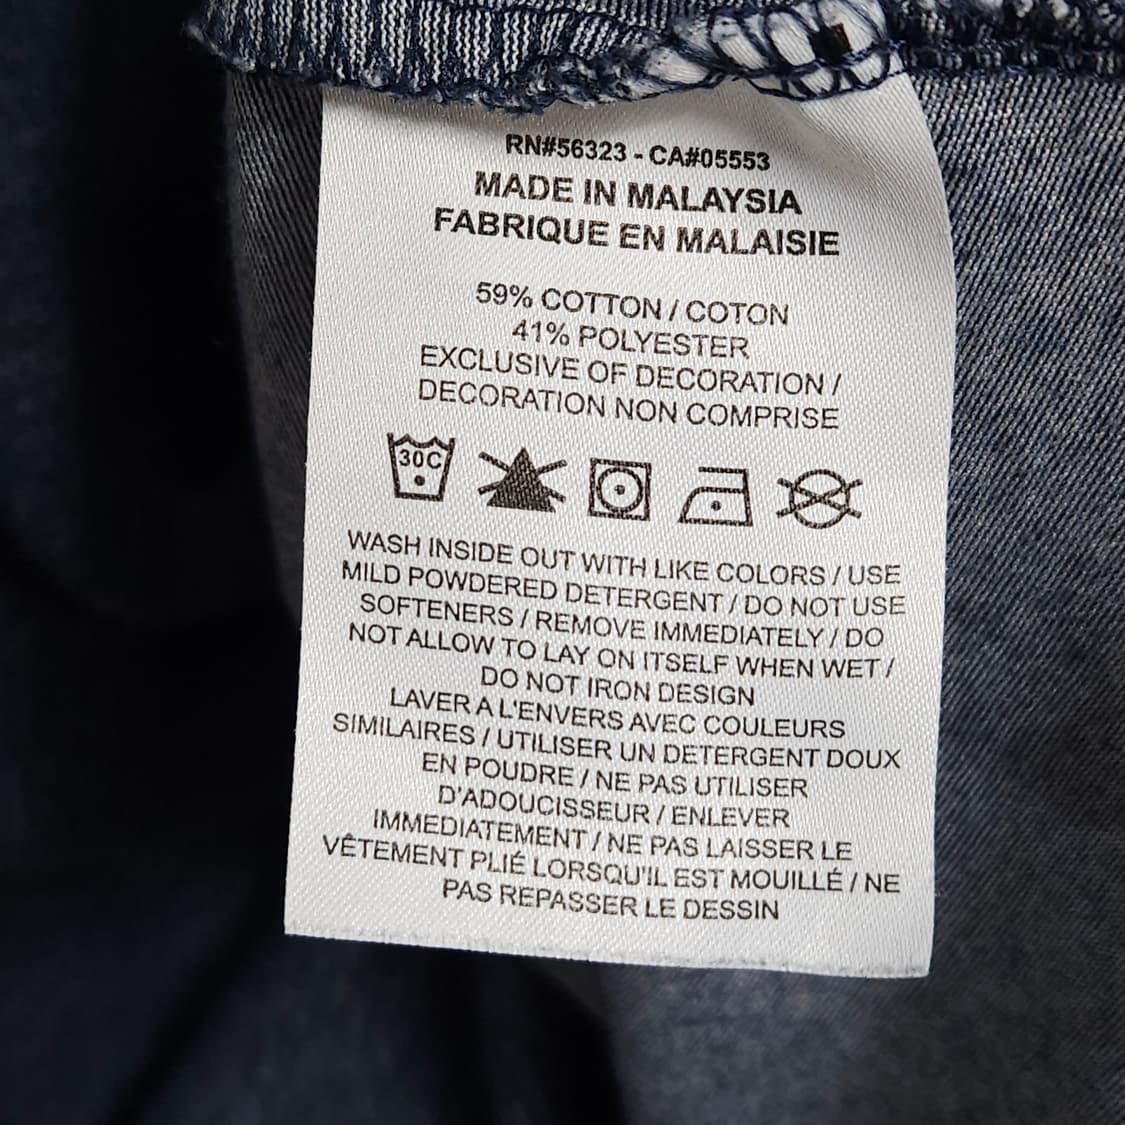 RN#56323 - CA#05553
MADE IN MALAYSIA
FABRIQUE EN MALAISIE
59% COTTON / COTON
41% POLYESTER
EXCLUSIVE OF DECORATION /
DECORATION NON COMPRISE
30C
WASH INSIDE OUT WITH LIKE COLORS / USE
MILD POWDERED DETERGENT / DO NOT USE
SOFTENERS / REMOVE IMMEDIATELY / DO
NOT ALLOW TO LAY ON ITSELF WHEN WET /
DO NOT IRON DESIGN
LAVER A L'ENVERS AVEC COULEURS
SIMILAIRES / UTILISER UN DETERGENT DOUX
EN POUDRE / NE PAS UTILISER
D'ADOUCISSEUR / ENLEVER
IMMEDIATEMENT / NE PAS LAISSER LE
VÊTEMENT PLIÉ LORSQU'IL EST MOUILLÉ / NE
PAS REPASSER LE DESSIN